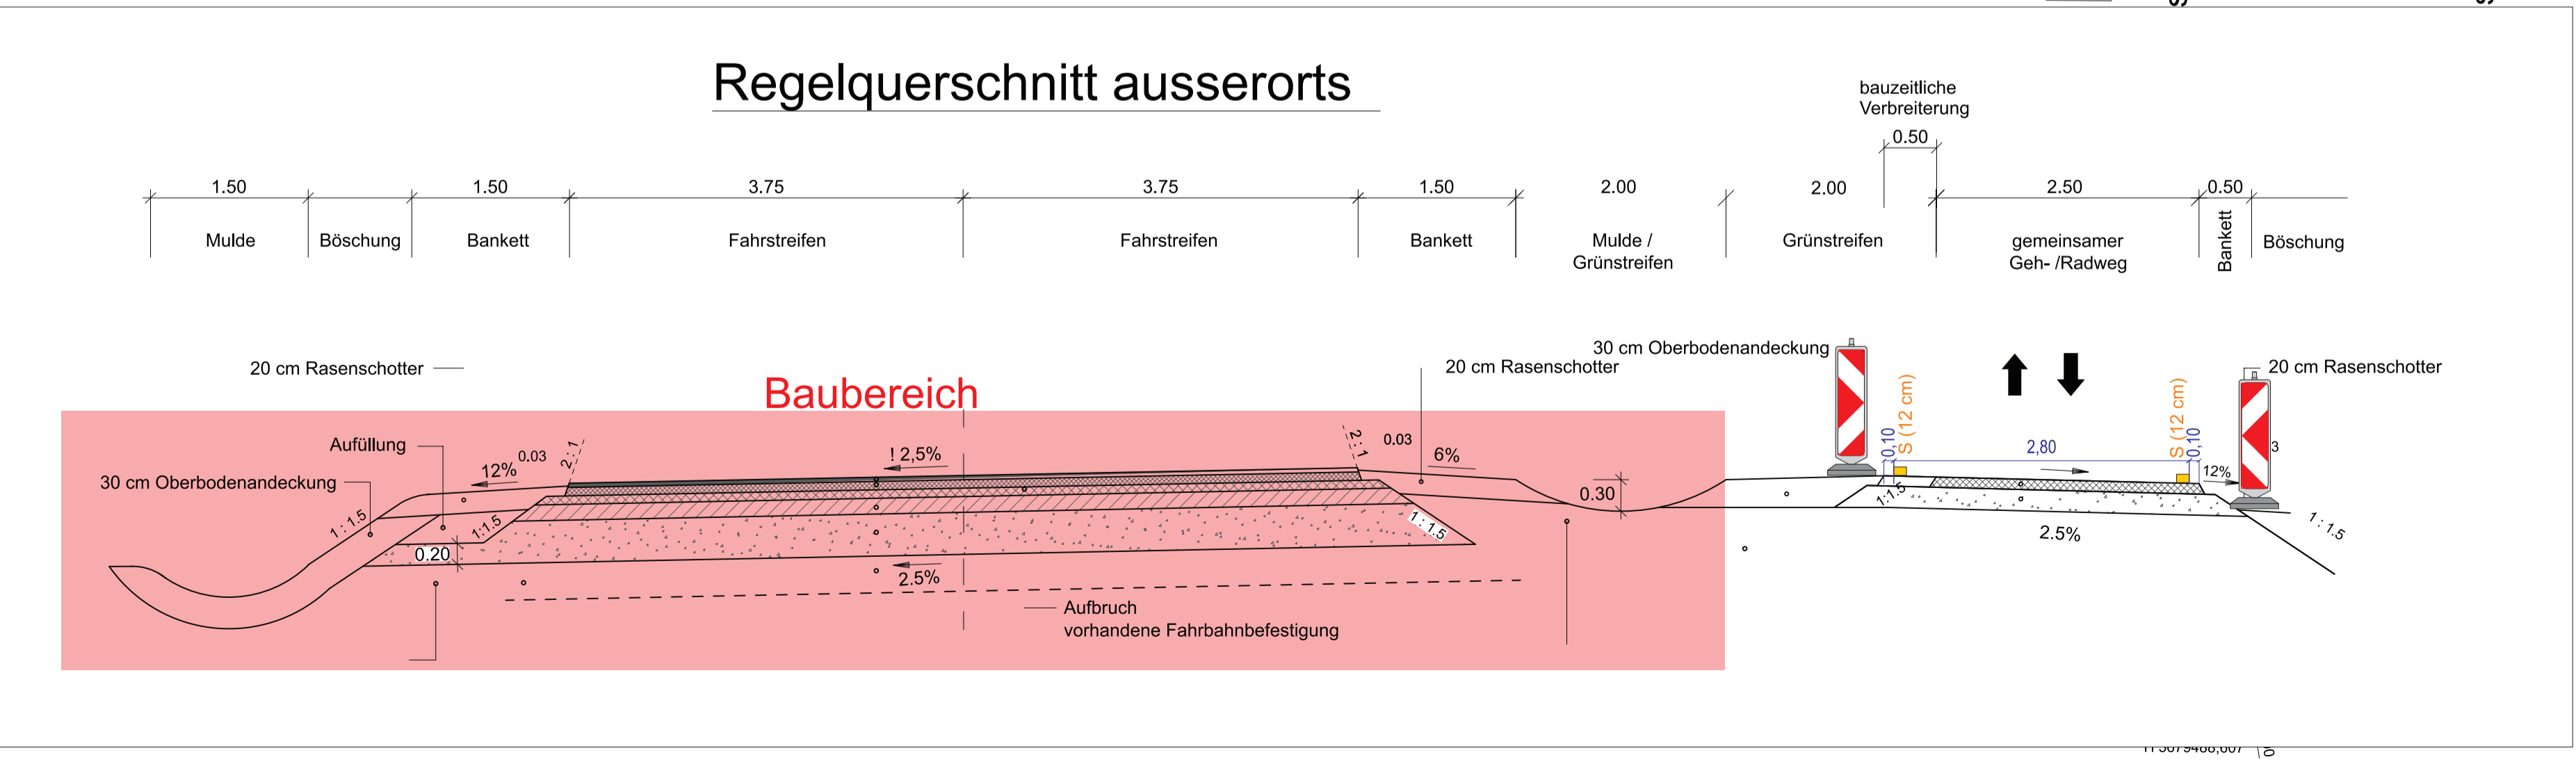 Regelquerschnitt ausserorts
bauzeitliche
Verbreiterung
0.50
1.50
1.50
3.75
3.75
1.50
2.00
2.00
2.50
0.50
Mulde
Böschung
Bankett
Fahrstreifen
Fahrstreifen
Bankett
Mulde /
Grünstreifen
Grünstreifen
gemeinsamer
Geh- /Radweg
Bankett
Böschung
20 cm Rasenschotter
Baubereich
20 cm Rasenschotter
30 cm Oberbodenandeckung
20 cm Rasenschotter
Aufüllung
30 cm Oberbodenandeckung
12%
0.03
2 : 1
! 2,5%
2 : 1
0.03
6%
0.30
0,10
S (12 cm)
2,80
S (12 cm)
0,10
12%
3
1 : 1.5
1:1.5
0.20
1 : 1.5
1:1.5
2.5%
1 : 1.5
2.5%
Aufbruch
vorhandene Fahrbahnbefestigung